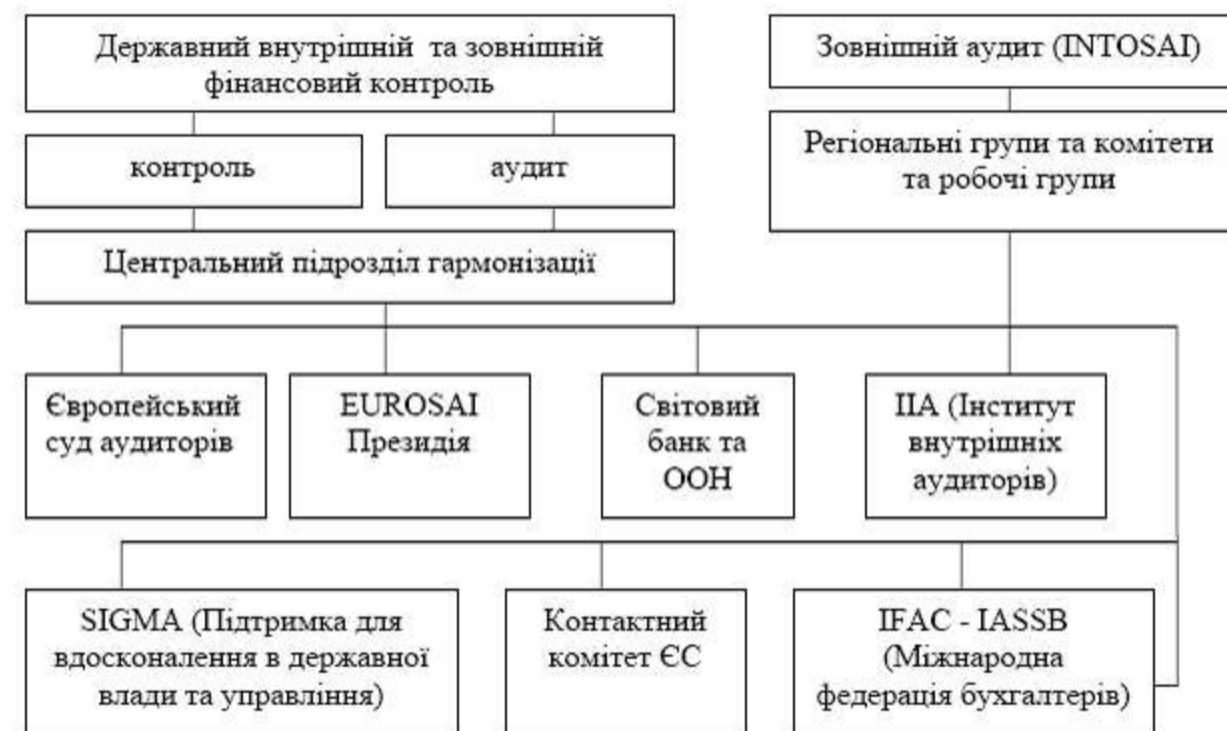 Державний внутрішній та зовнішній
фінансовий контроль
Зовнішній аудит (INTOSAI)
контроль
аудит
Регіональні групи та комітети
та робочі групи
Центральний підрозділ гармонізації
Європейський
суд аудиторів
EUROSAI
Президія
Світовий
банк та
ООН
ІІА (Інститут
внутрішніх
аудиторів)
SIGMA (Підтримка для
вдосконалення в державної
влади та управління)
Контактний
комітет ЄС
IFAC - IASSB
(Міжнародна
федерація бухгалтерів)